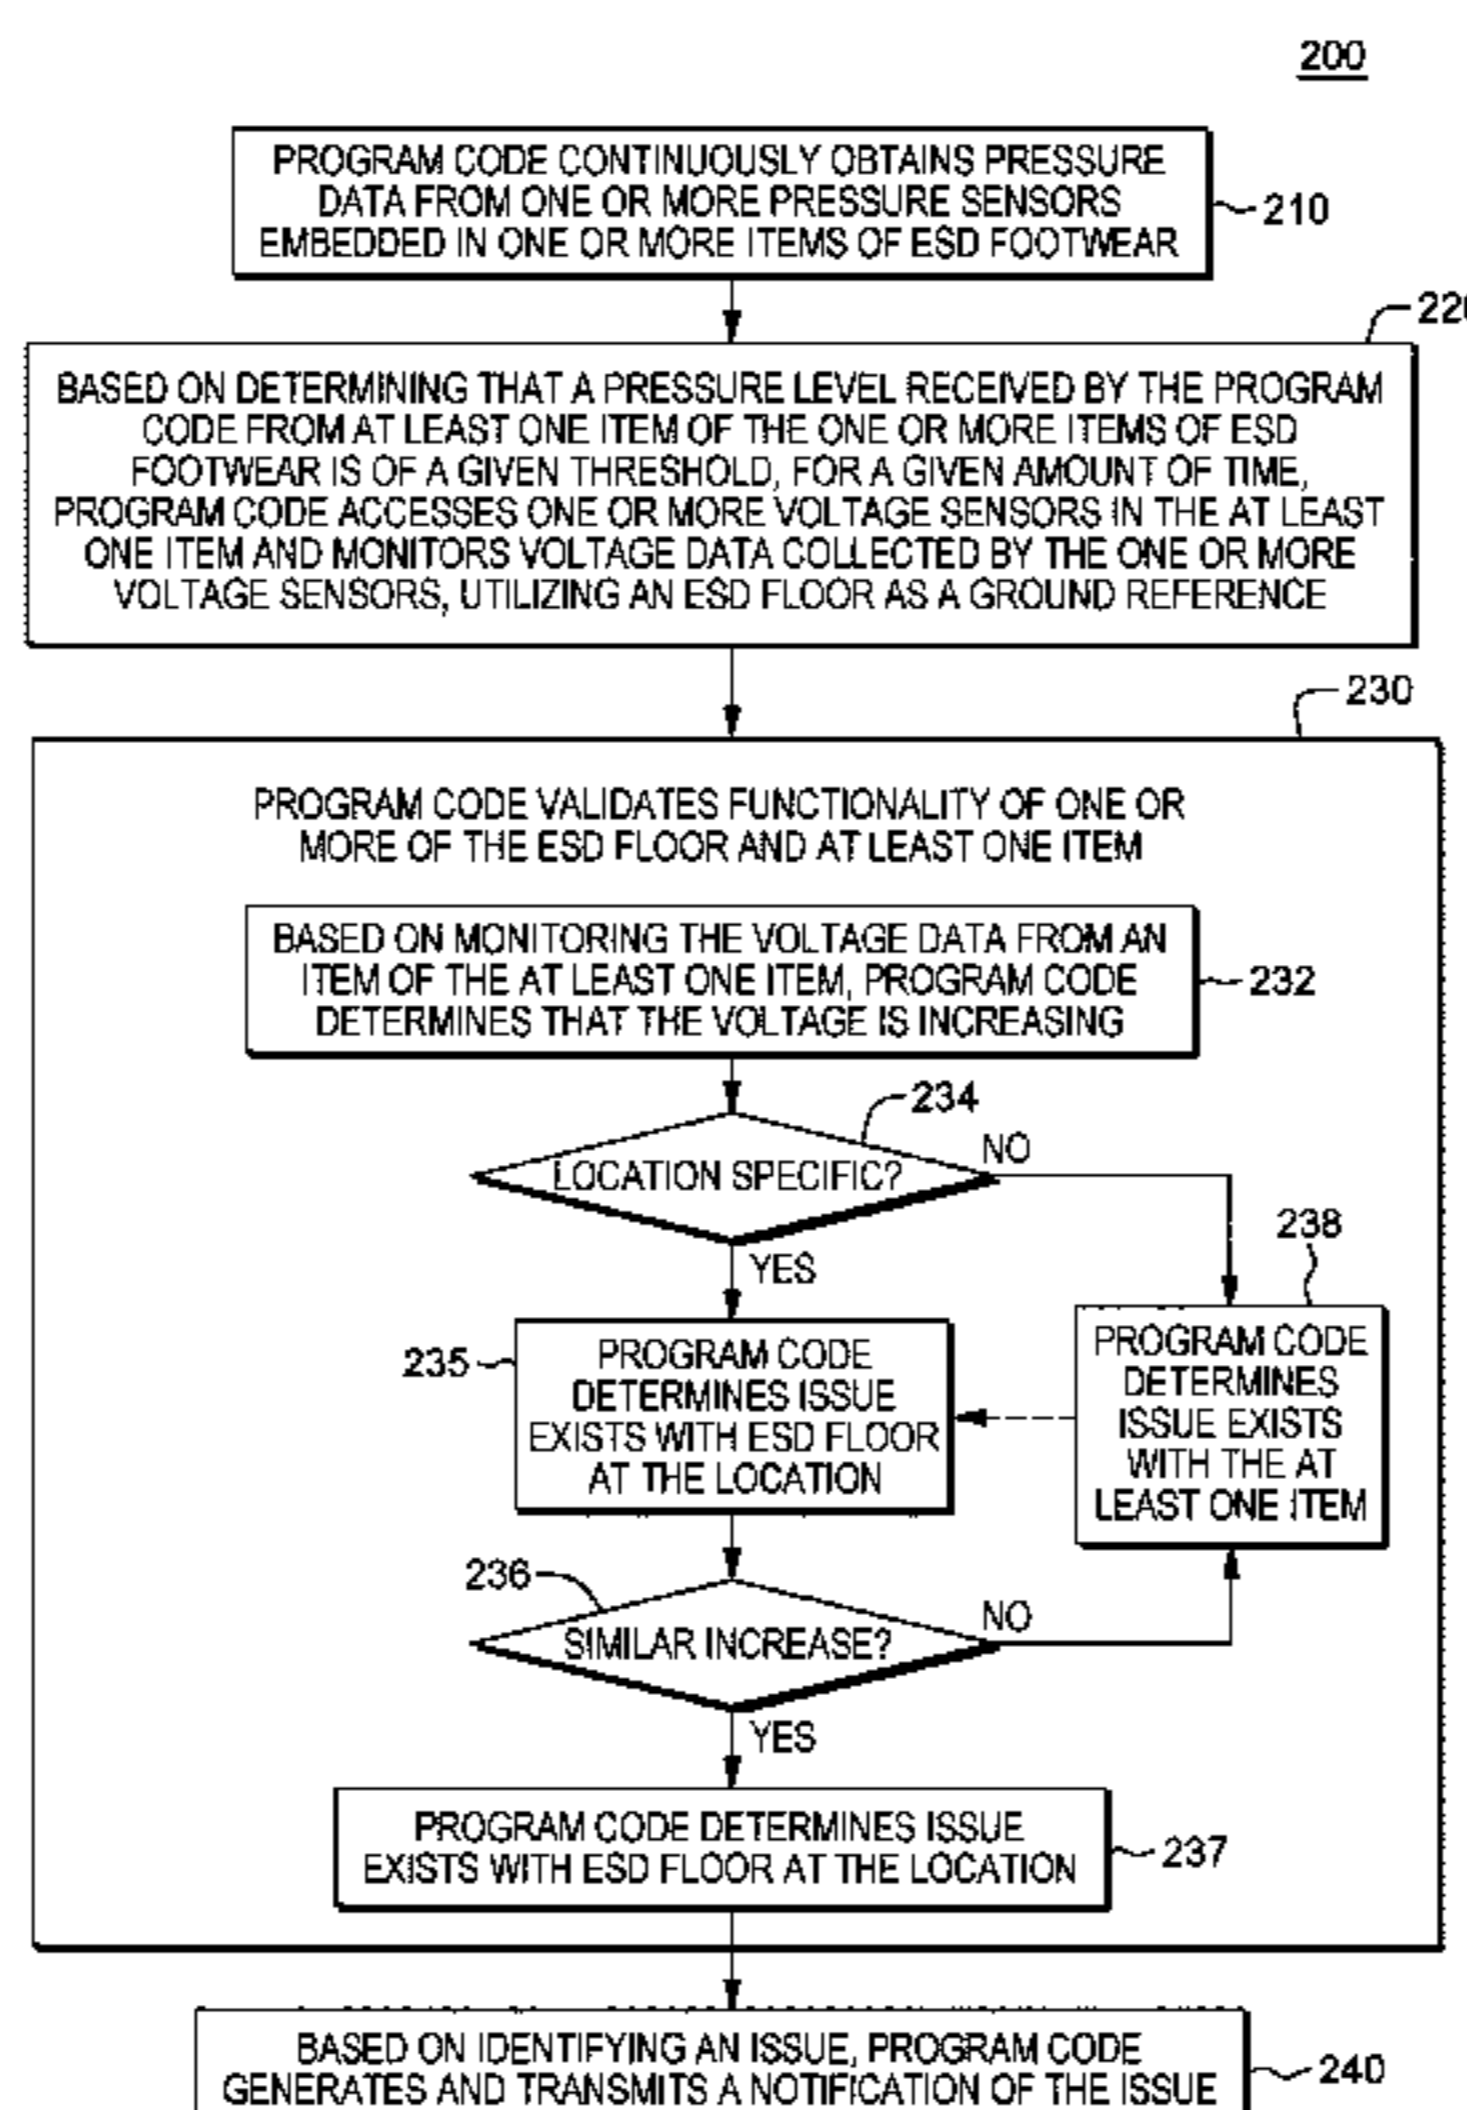 200
PROGRAM CODE CONTINUOUSLY OBTAINS PRESSURE
DATA FROM ONE OR MORE PRESSURE SENSORS
EMBEDDED IN ONE OR MORE ITEMS OF ESD FOOTWEAR
210
BASED ON DETERMINING THAT A PRESSURE LEVEL RECEIVED BY THE PROGRAM
CODE FROM AT LEAST ONE ITEM OF THE ONE OR MORE ITEMS OF ESD
FOOTWEAR IS OF A GIVEN THRESHOLD, FOR A GIVEN AMOUNT OF TIME,
PROGRAM CODE ACCESSES ONE OR MORE VOLTAGE SENSORS IN THE AT LEAST
ONE ITEM AND MONITORS VOLTAGE DATA COLLECTED BY THE ONE OR MORE
VOLTAGE SENSORS, UTILIZING AN ESD FLOOR AS A GROUND REFERENCE
230
PROGRAM CODE VALIDATES FUNCTIONALITY OF ONE OR
MORE OF THE ESD FLOOR AND AT LEAST ONE ITEM
BASED ON MONITORING THE VOLTAGE DATA FROM AN
ITEM OF THE AT LEAST ONE ITEM, PROGRAM CODE
DETERMINES THAT THE VOLTAGE IS INCREASING
232
234
LOCATION SPECIFIC?
NO
YES
238
235
PROGRAM CODE
DETERMINES ISSUE
EXISTS WITH ESD FLOOR
AT THE LOCATION
PROGRAM CODE
DETERMINES
ISSUE EXISTS
WITH THE AT
LEAST ONE ITEM
236
SIMILAR INCREASE?
NO
YES
PROGRAM CODE DETERMINES ISSUE
EXISTS WITH ESD FLOOR AT THE LOCATION
237
BASED ON IDENTIFYING AN ISSUE, PROGRAM CODE
GENERATES AND TRANSMITS A NOTIFICATION OF THE ISSUE
240